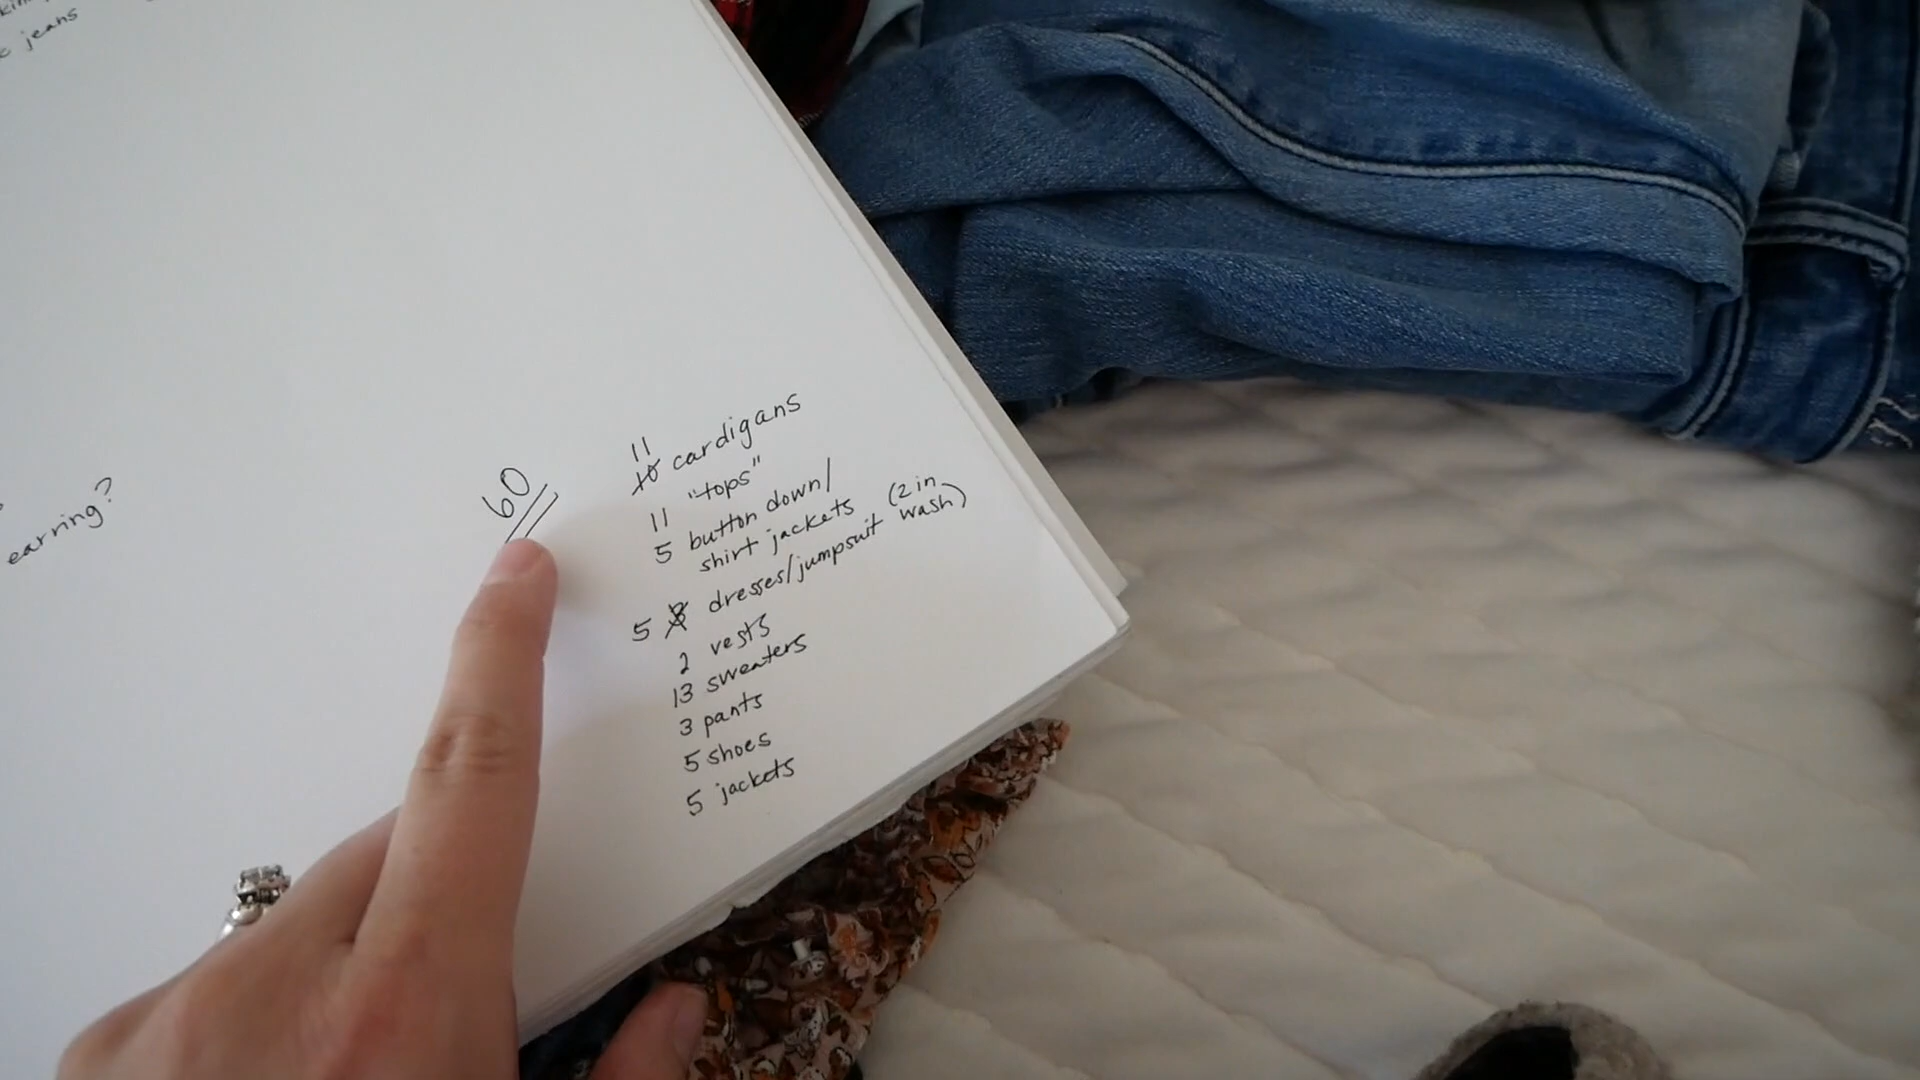 jeans
earring?
60
11
10 cardigans
11 "tops"
5 button down/
shirt jackets
5 dresses/jumpsuit (2 in
wash)
2 vests
13 sweaters
3 pants
5 shoes
5 jackets